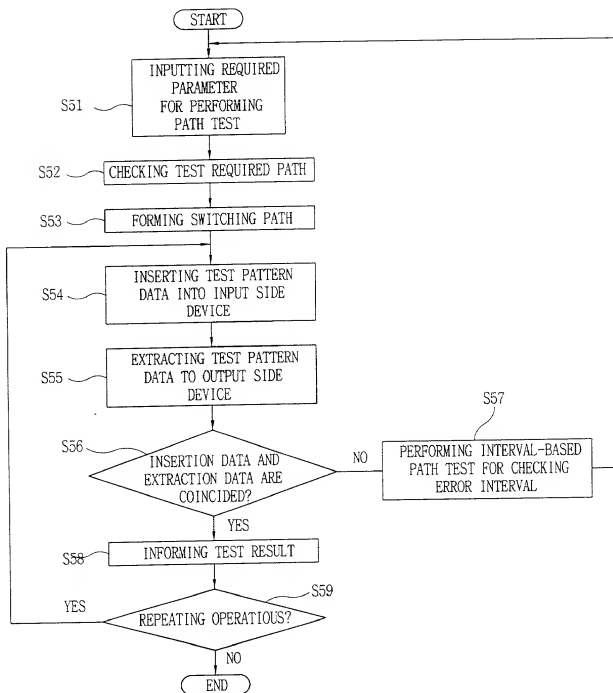 START
INPUTTING REQUIRED
PARAMETER
FOR PERFORMING
PATH TEST
S51
S52
CHECKING TEST REQUIRED PATH
S53
FORMING SWITCHING PATH
INSERTING TEST PATTERN
DATA INTO INPUT SIDE
DEVICE
S54
EXTRACTING TEST PATTERN
DATA TO OUTPUT SIDE
DEVICE
S55
S57
S56
INSERTION DATA AND
EXTRACTION DATA ARE
COINCIDED?
NO
PERFORMING INTERVAL-BASED
PATH TEST FOR CHECKING
ERROR INTERVAL
YES
S58
INFORMING TEST RESULT
S59
YES
REPEATING OPERATIOUS?
NO
END